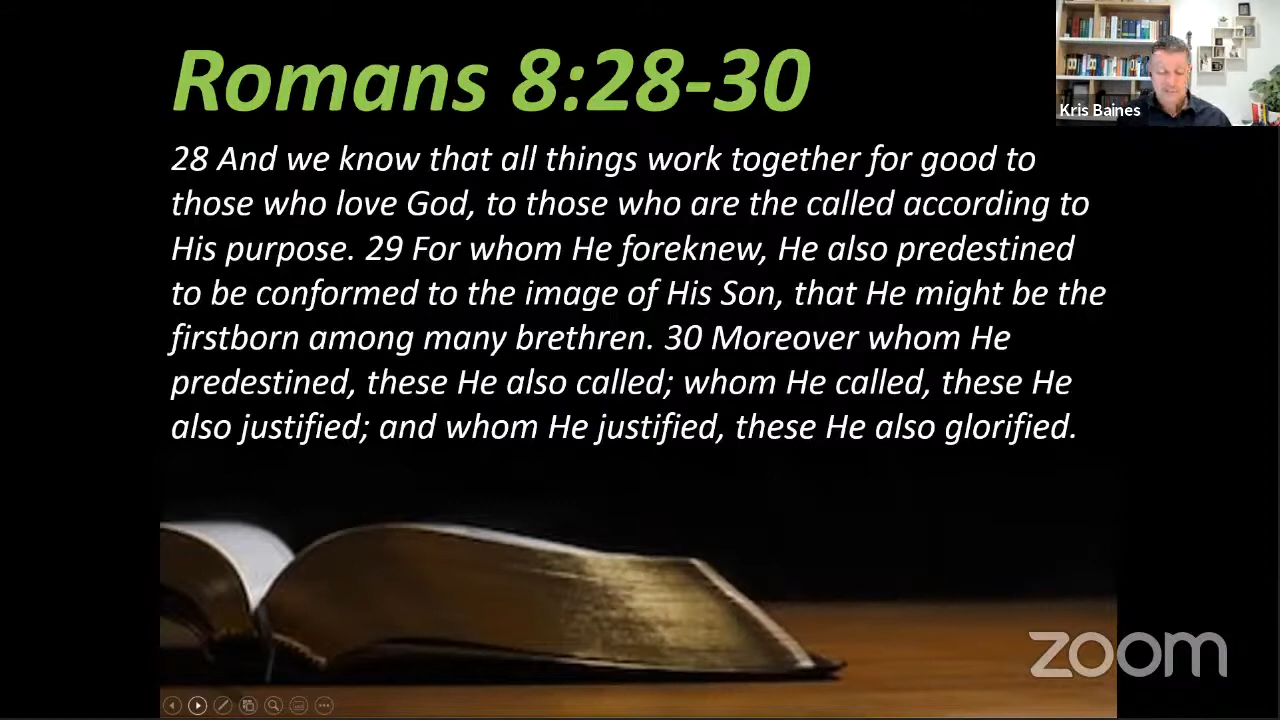 Romans 8:28-30
28 And we know that all things work together for good to
those who love God, to those who are the called according to
His purpose. 29 For whom He foreknew, He also predestined
to be conformed to the image of His Son, that He might be the
firstborn among many brethren. 30 Moreover whom He
predestined, these He also called; whom He called, these He
also justified; and whom He justified, these He also glorified.
Kris Baines
zoom